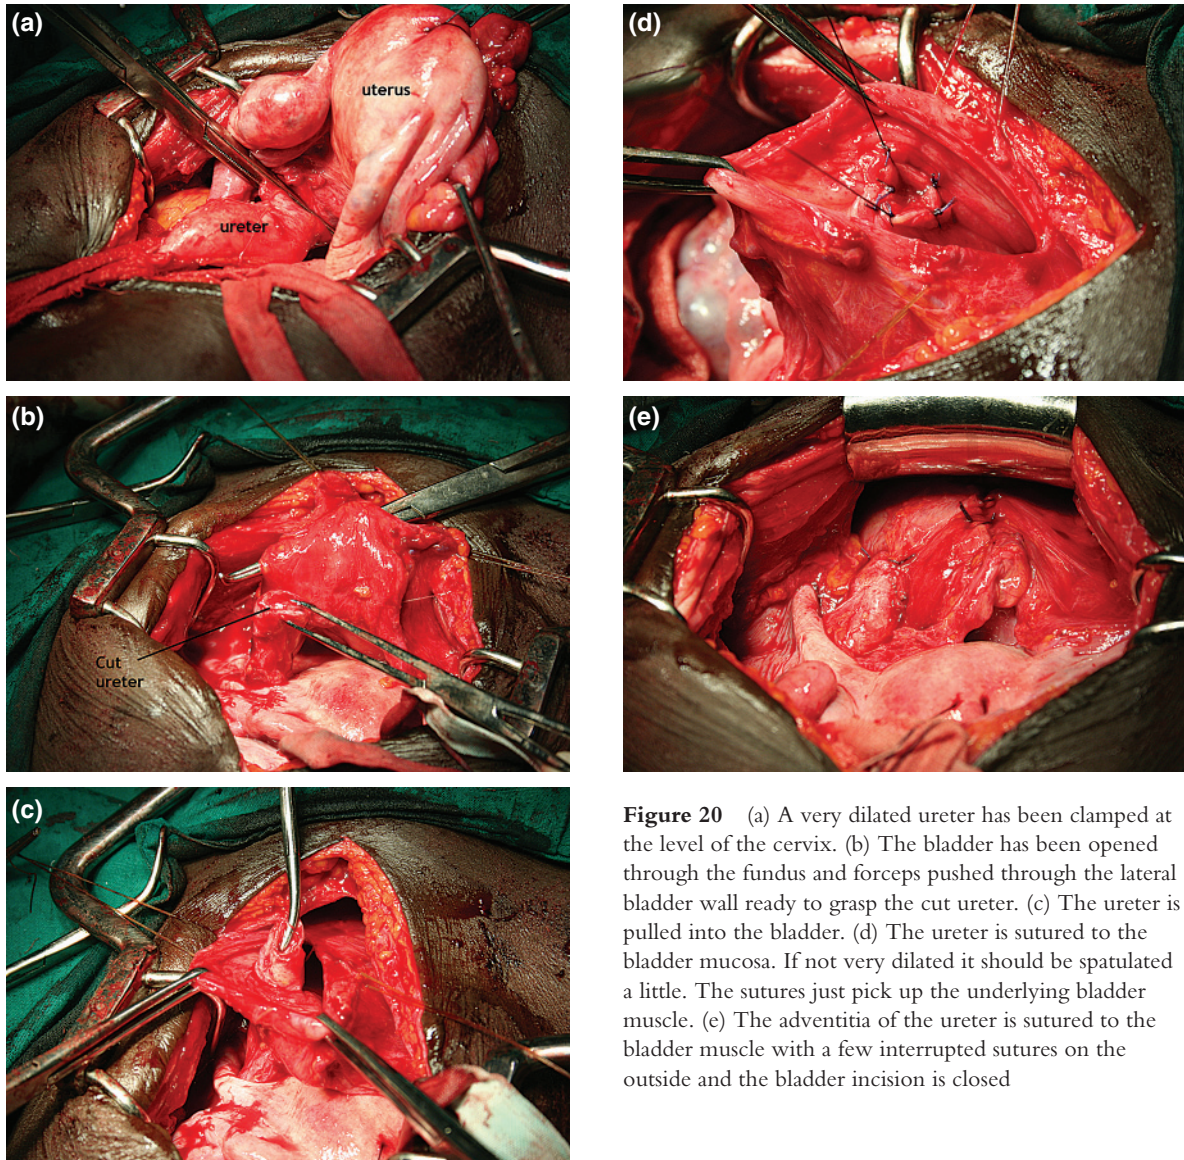 (a)
uterus
ureter
(b)
Cut
ureter
(c)
(d)
(e)
Figure 20 (a) A very dilated ureter has been clamped at
the level of the cervix. (b) The bladder has been opened
through the fundus and forceps pushed through the lateral
bladder wall ready to grasp the cut ureter. (c) The ureter is
pulled into the bladder. (d) The ureter is sutured to the
bladder mucosa. If not very dilated it should be spatulated
a little. The sutures just pick up the underlying bladder
muscle. (e) The adventitia of the ureter is sutured to the
bladder muscle with a few interrupted sutures on the
outside and the bladder incision is closed